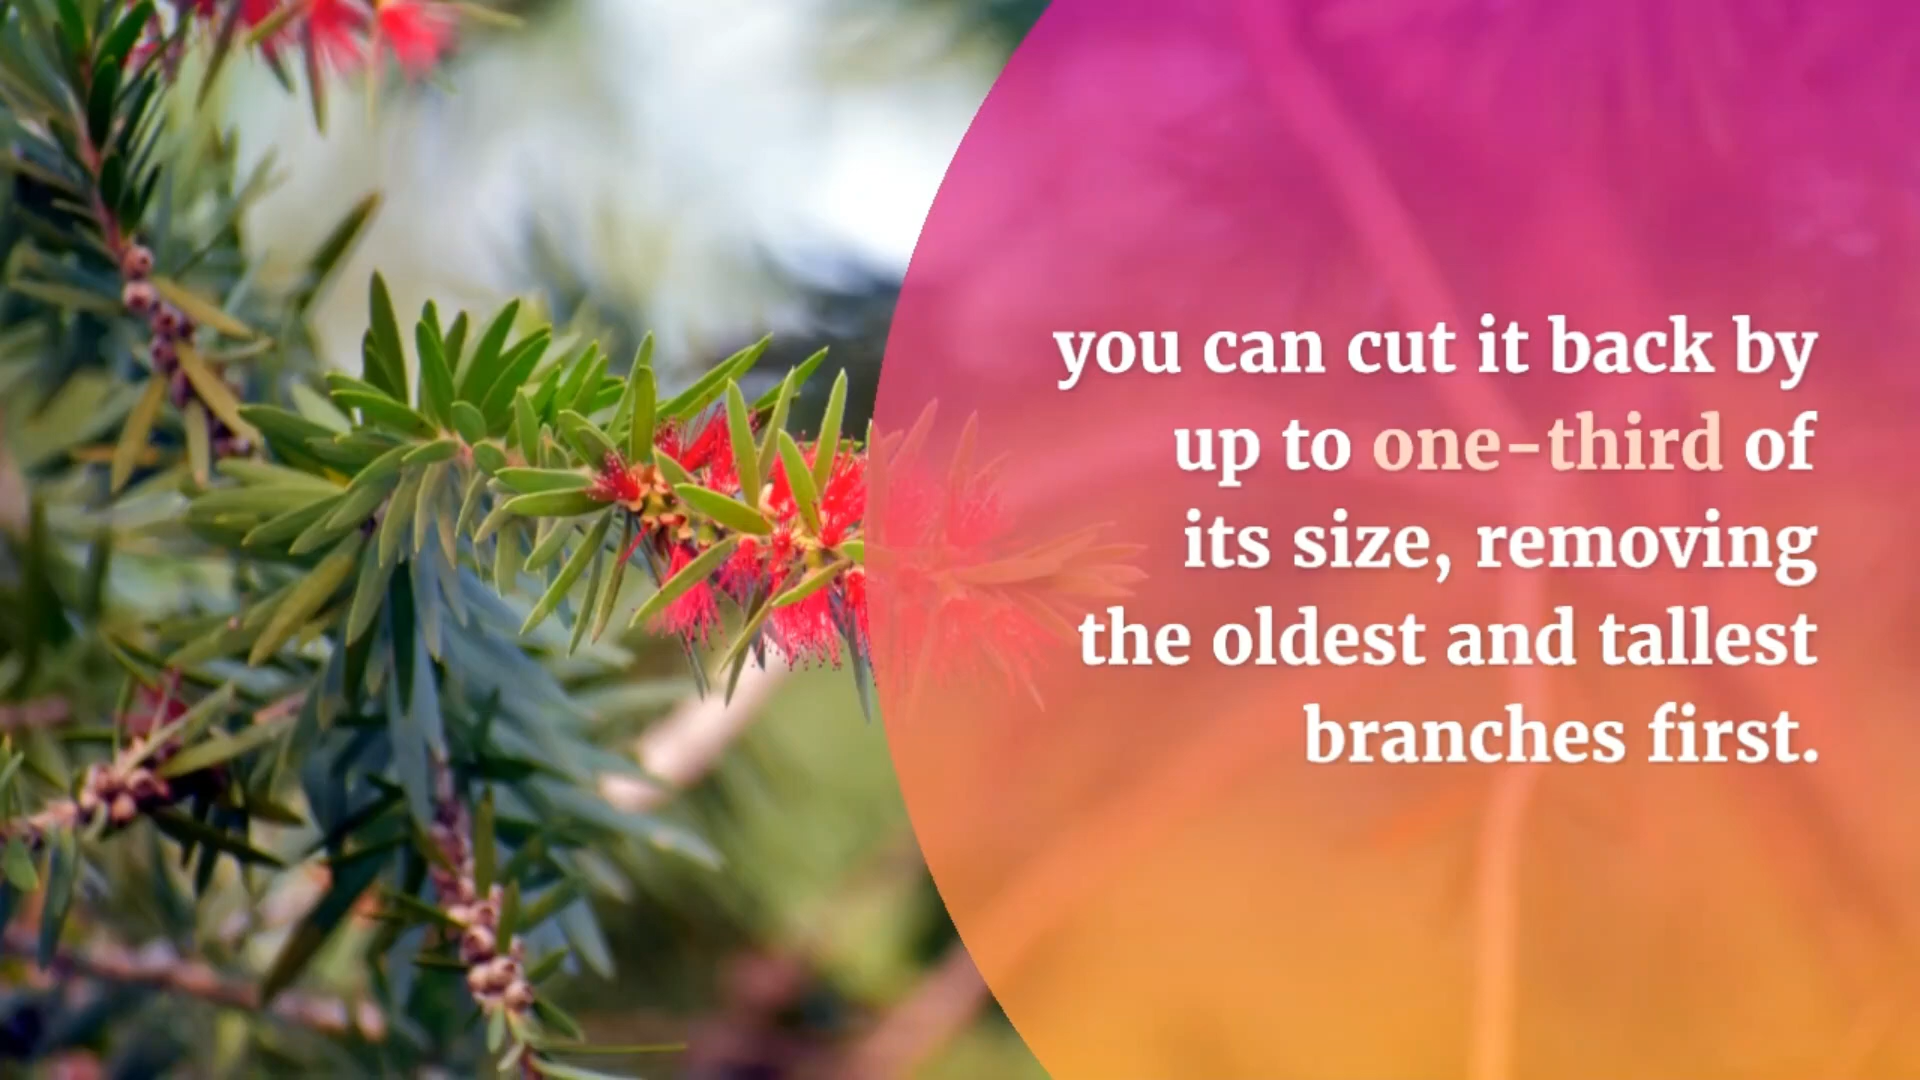 you can cut it back by
up to one-third of
its size, removing
the oldest and tallest
branches first.